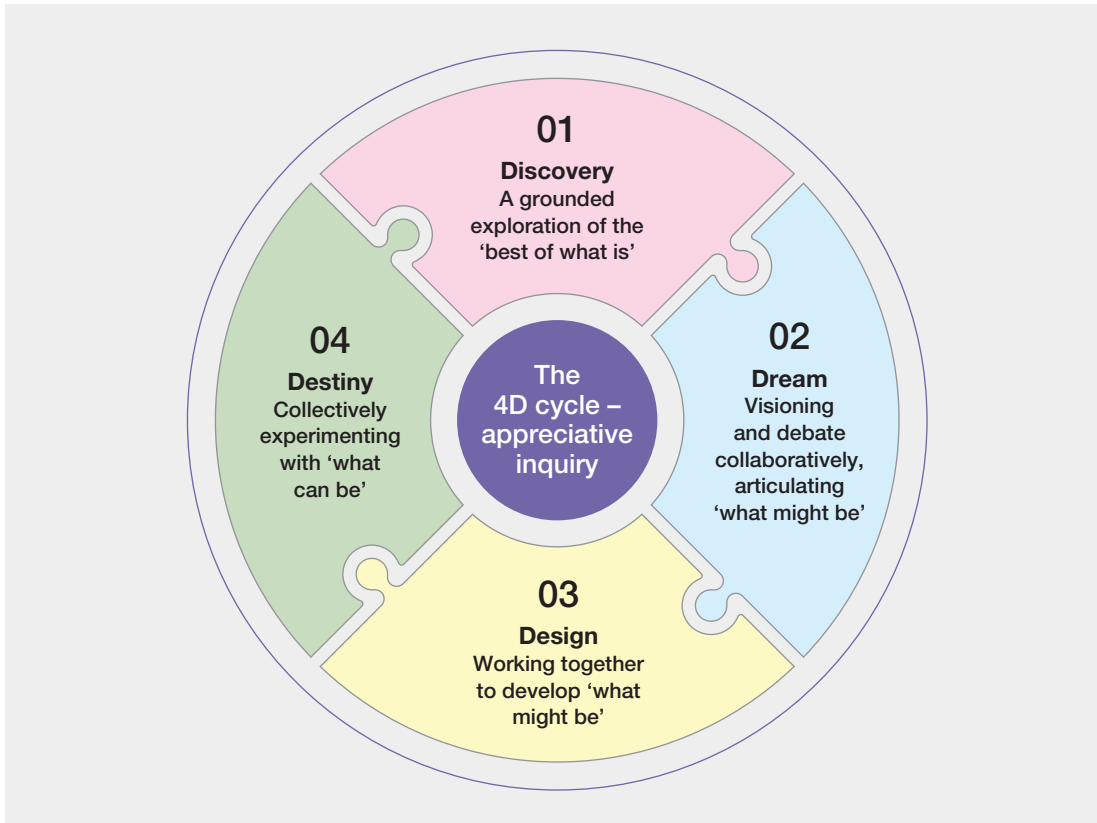 01
Discovery
A grounded
exploration of the
‘best of what is’
02
Dream
Visioning
and debate
collaboratively,
articulating
‘what might be’
03
Design
Working together
to develop ‘what
might be’
04
Destiny
Collectively
experimenting
with ‘what
can be’
The
4D cycle –
appreciative
inquiry